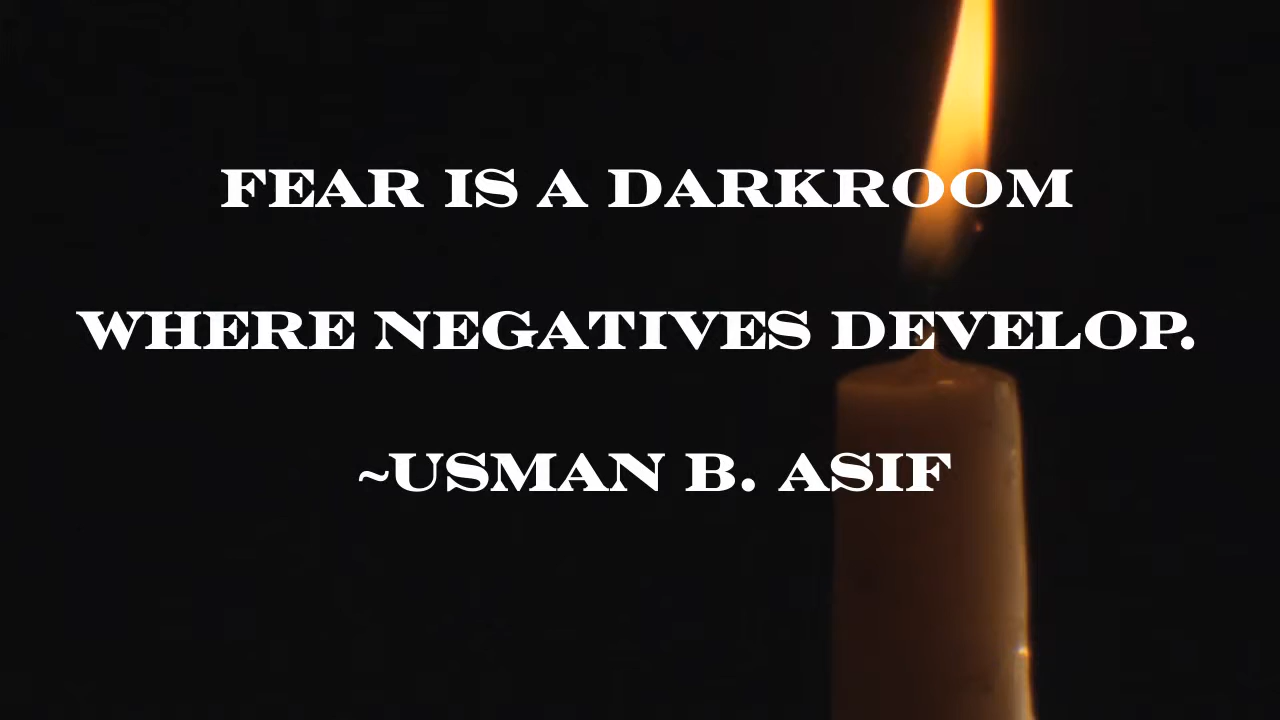 FEAR IS A DARKROOM
WHERE NEGATIVES DEVELOP.
~USMAN B. ASIF